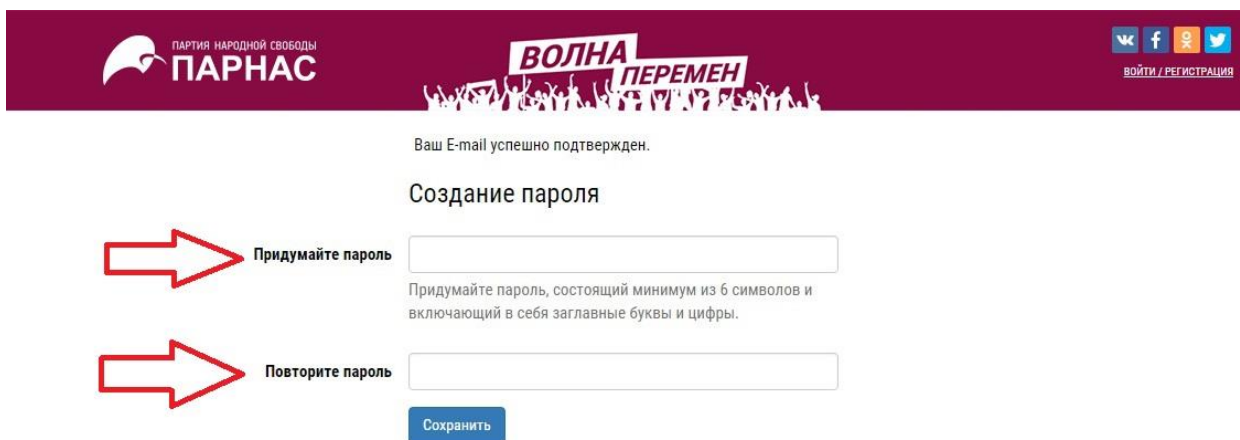 ПАРТИЯ НАРОДНОЙ СВОБОДЫ
ПАРНАС
ВОЛНА
ПЕРЕМЕН
ВОЙТИ / РЕГИСТРАЦИЯ
Ваш E-mail успешно подтвержден.
Создание пароля
Придумайте пароль
Придумайте пароль, состоящий минимум из 6 символов и
включающий в себя заглавные буквы и цифры.
Повторите пароль
Сохранить